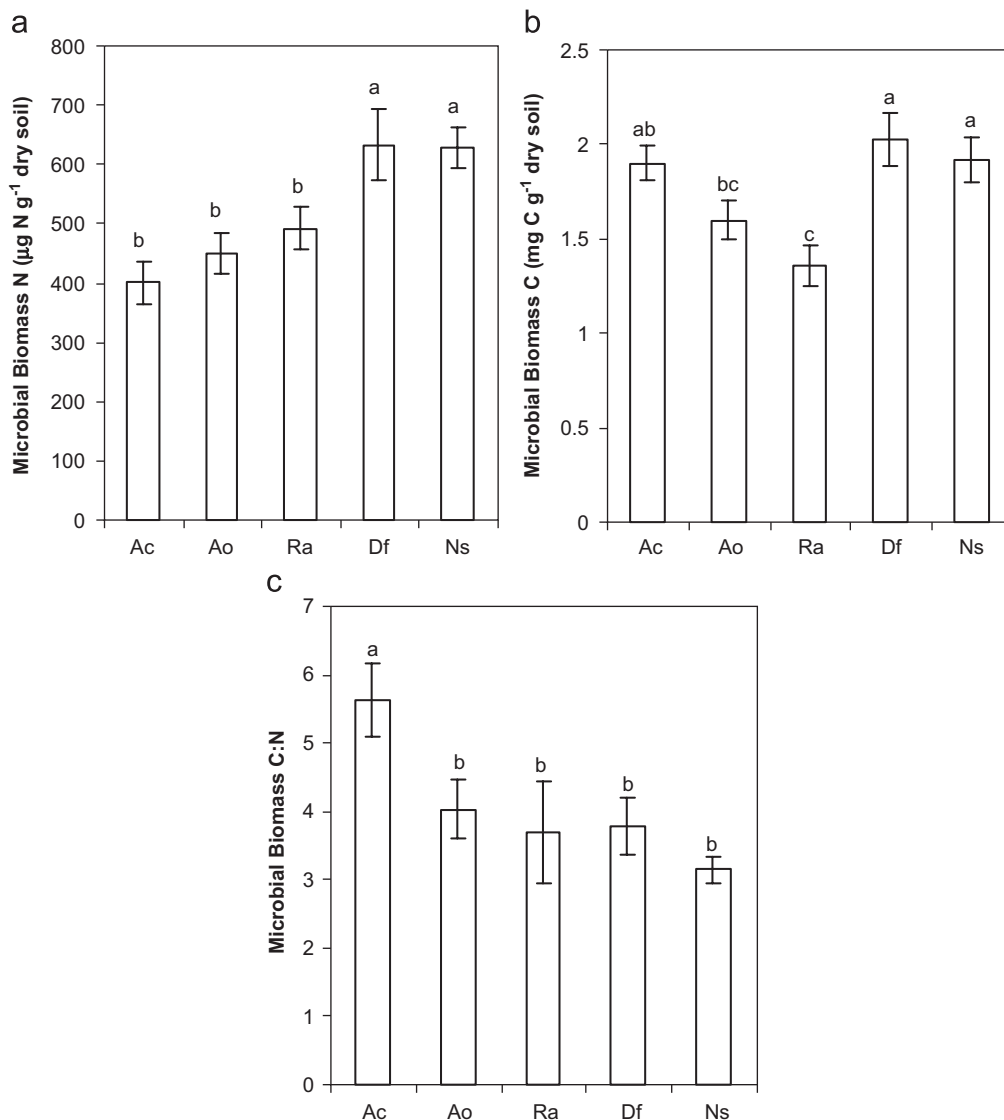 a
Microbial Biomass N (µg N g⁻¹ dry soil)
800
700
600
500
400
300
200
100
0
b
b
b
a
a
Ac Ao Ra Df Ns
b
Microbial Biomass C (mg C g⁻¹ dry soil)
2.5
2
1.5
1
0.5
0
ab
bc
c
a
a
Ac Ao Ra Df Ns
c
Microbial Biomass C:N
7
6
5
4
3
2
1
0
a
b
b
b
b
Ac Ao Ra Df Ns